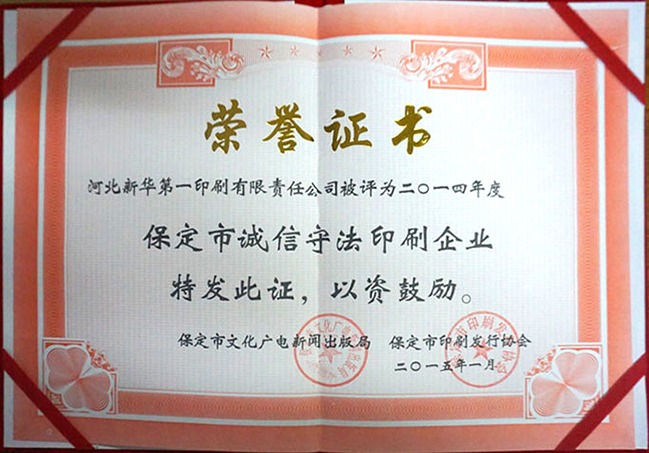 荣誉证书
河北新华第一印刷有限责任公司被评为二〇一四年度
保定市诚信守法印刷企业
特发此证，以资鼓励。
保定市文化广电新闻出版局 保定市印刷发行协会
二〇一五年一月